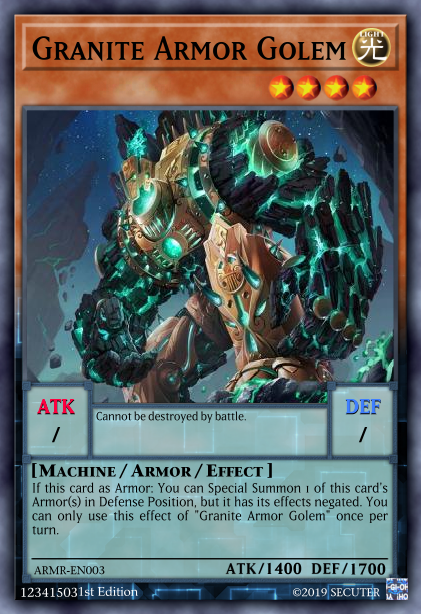 GRANITE ARMOR GOLEM
LIGHT
光
ATK
/
Cannot be destroyed by battle.
DEF
/
[MACHINE / ARMOR / EFFECT]
If this card as Armor: You can Special Summon 1 of this card's
Armor(s) in Defense Position, but it has its effects negated. You
can only use this effect of "Granite Armor Golem" once per
turn.
ARMR-EN003
ATK/1400 DEF/1700
123415031st Edition
©2019 SECUTER